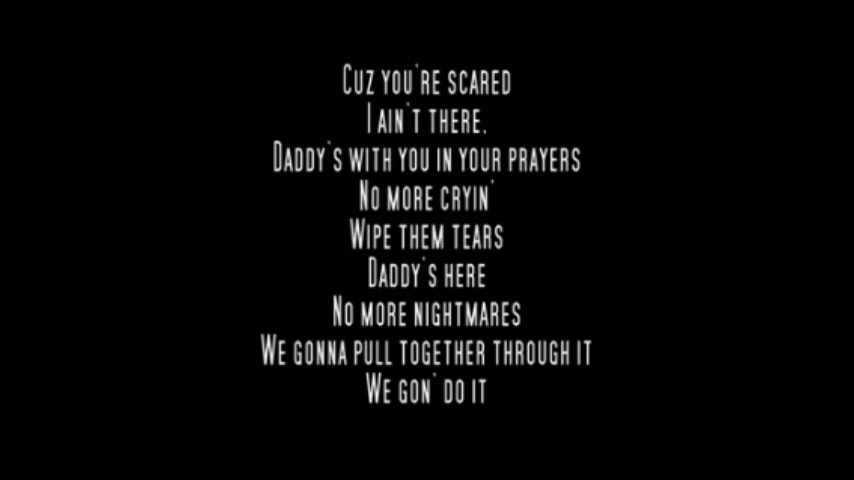 Cuz you're scared
I ain't there.
Daddy's with you in your prayers
No more cryin'
Wipe them tears
Daddy's here
No more nightmares
We gonna pull together through it
We gon' do it